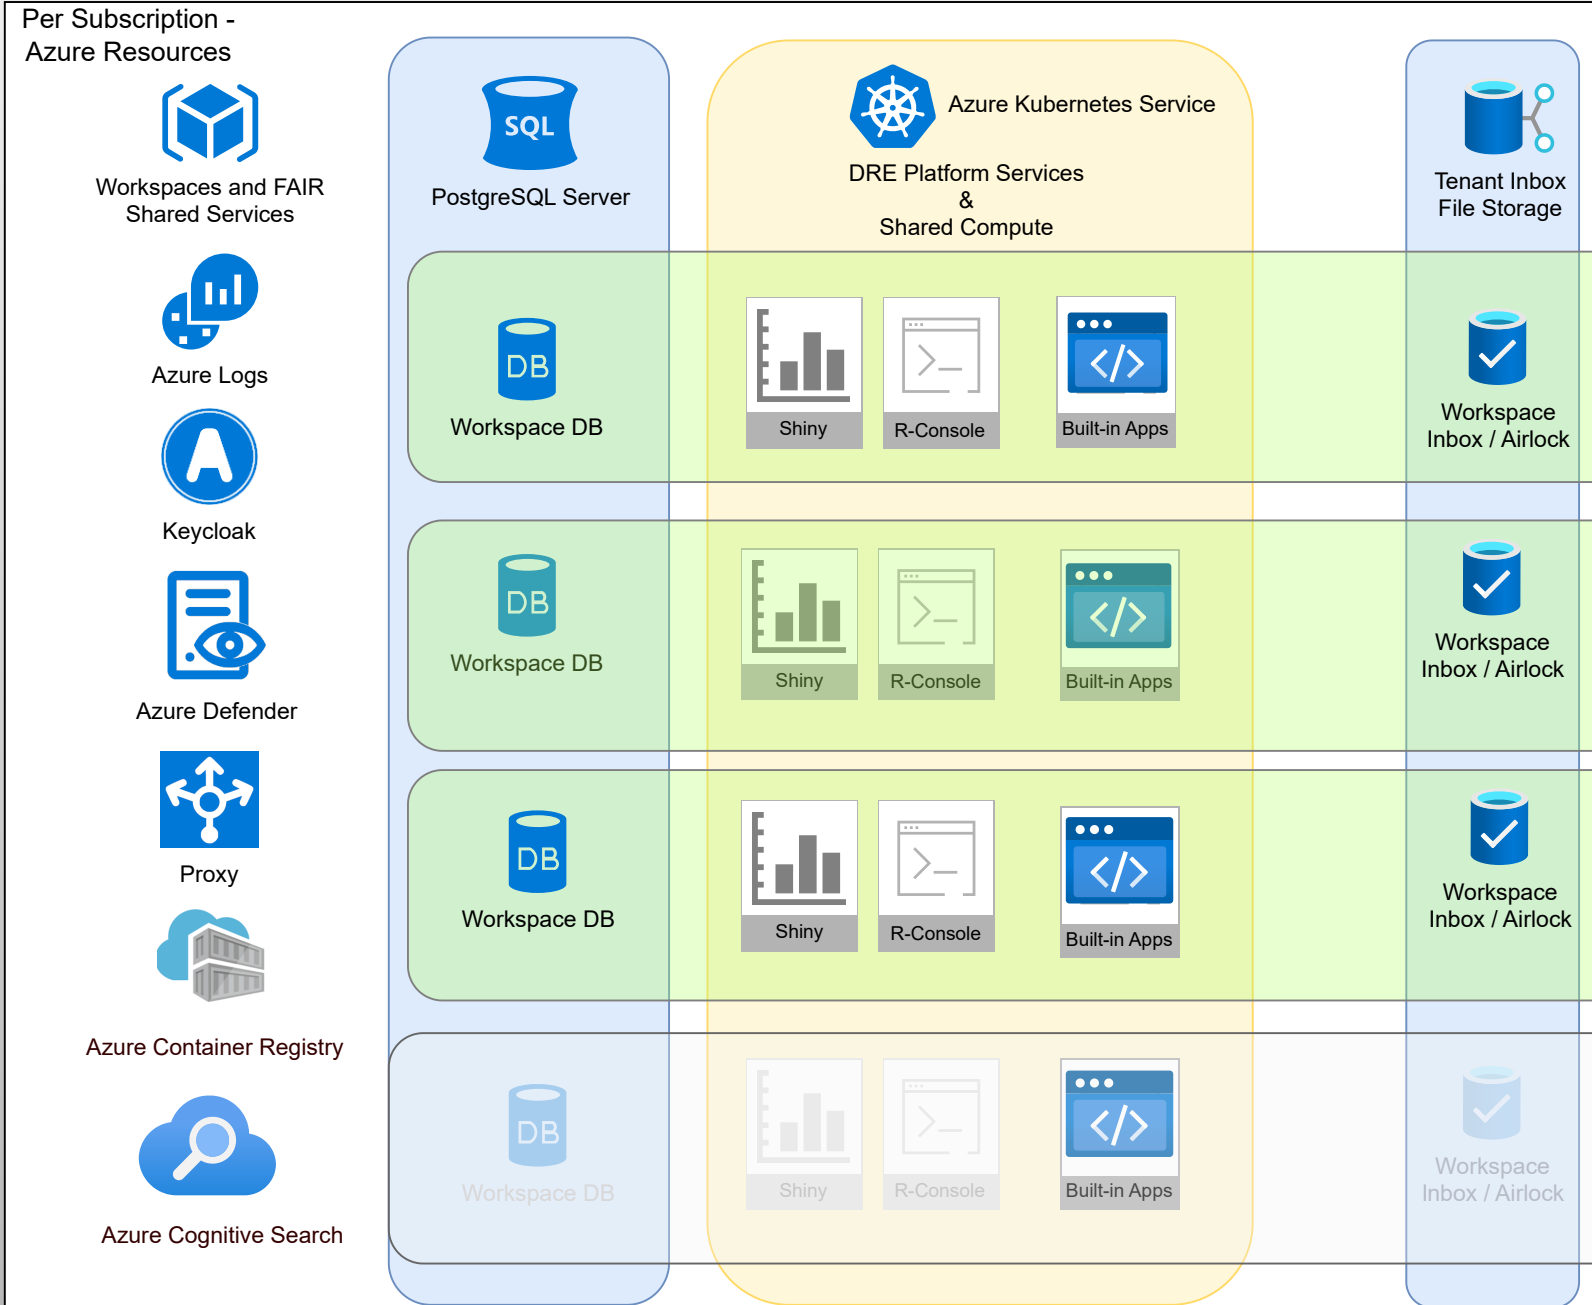 Per Subscription -
Azure Resources
Workspaces and FAIR
Shared Services
Azure Logs
Keycloak
Azure Defender
Proxy
Azure Container Registry
Azure Cognitive Search
SQL
PostgreSQL Server
Azure Kubernetes Service
DRE Platform Services
&
Shared Compute
Tenant Inbox
File Storage
DB
Workspace DB
Shiny
R-Console
Built-in Apps
Workspace
Inbox / Airlock
DB
Workspace DB
Shiny
R-Console
Built-in Apps
Workspace
Inbox / Airlock
DB
Workspace DB
Shiny
R-Console
Built-in Apps
Workspace
Inbox / Airlock
DB
Workspace DB
Shiny
R-Console
Built-in Apps
Workspace
Inbox / Airlock